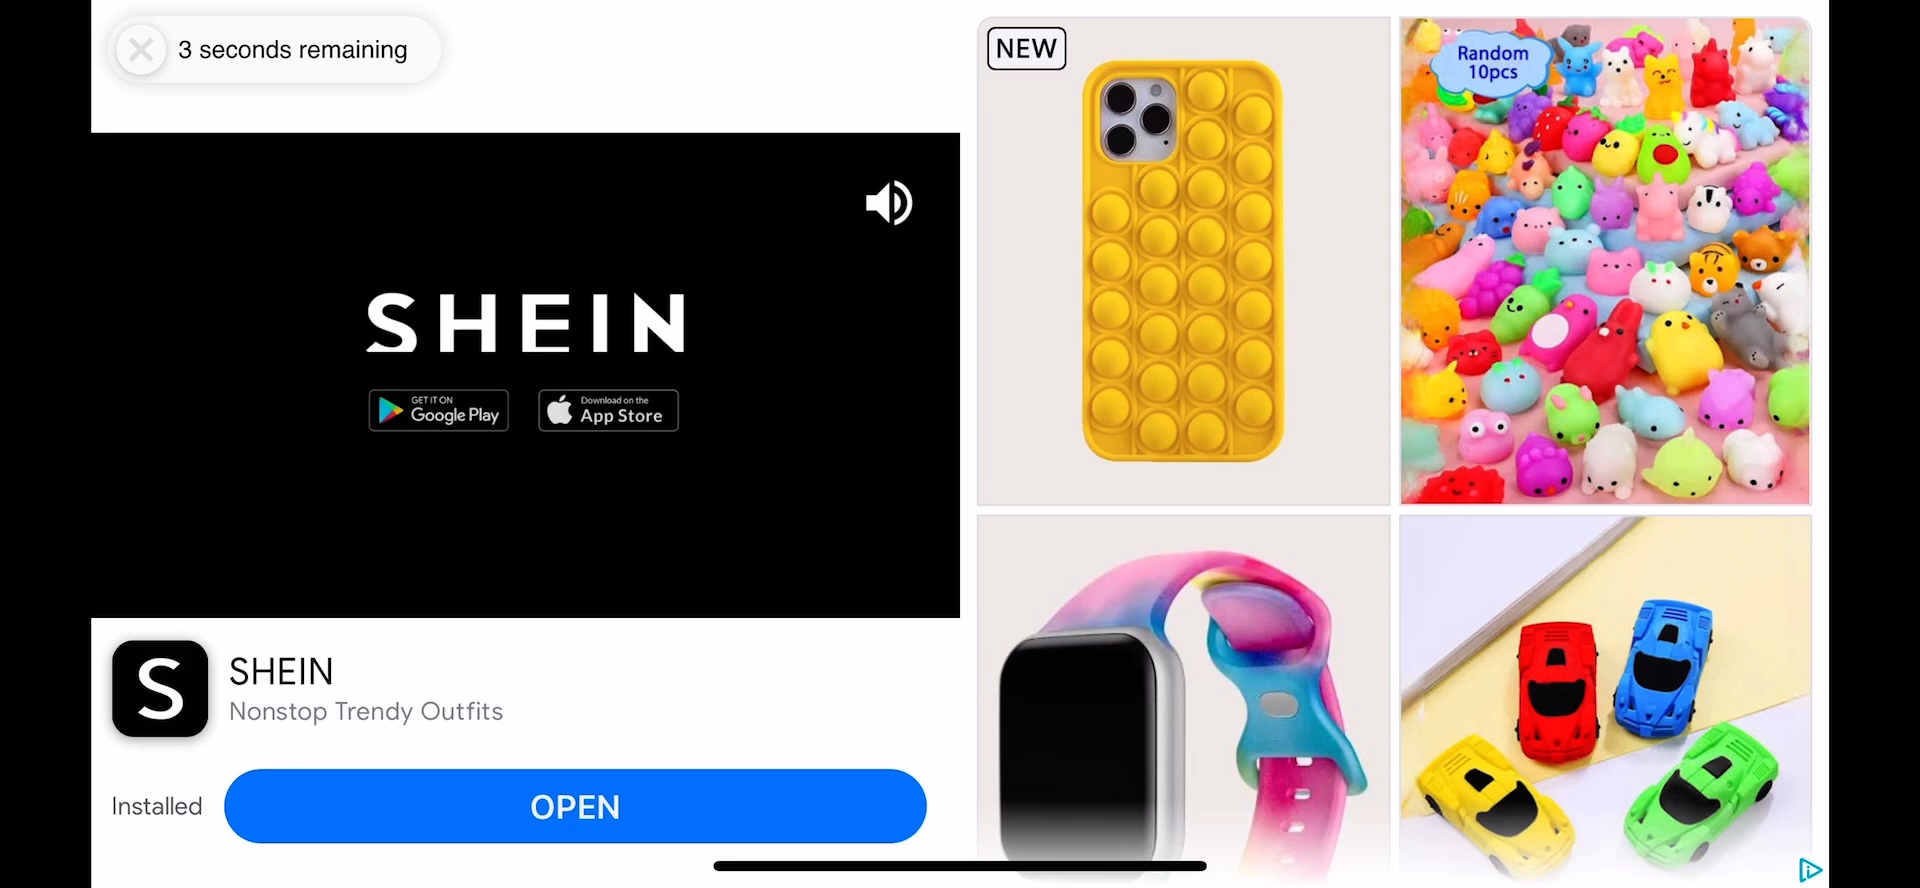 3 seconds remaining
SHEIN
GET IT ON
Google Play
Download on the
App Store
S
SHEIN
Nonstop Trendy Outfits
Installed
OPEN
NEW
Random
10pcs